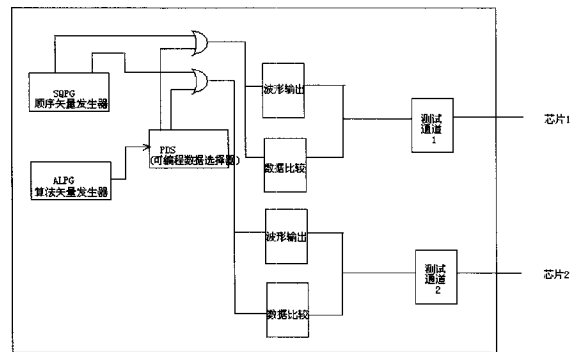 SQPG
顺序矢量发生器
ALPG
算法矢量发生器
PDS
(可编程数据选择器)
波形输出
数据比较
波形输出
数据比较
测试
通道
1
芯片1
测试
通道
2
芯片2